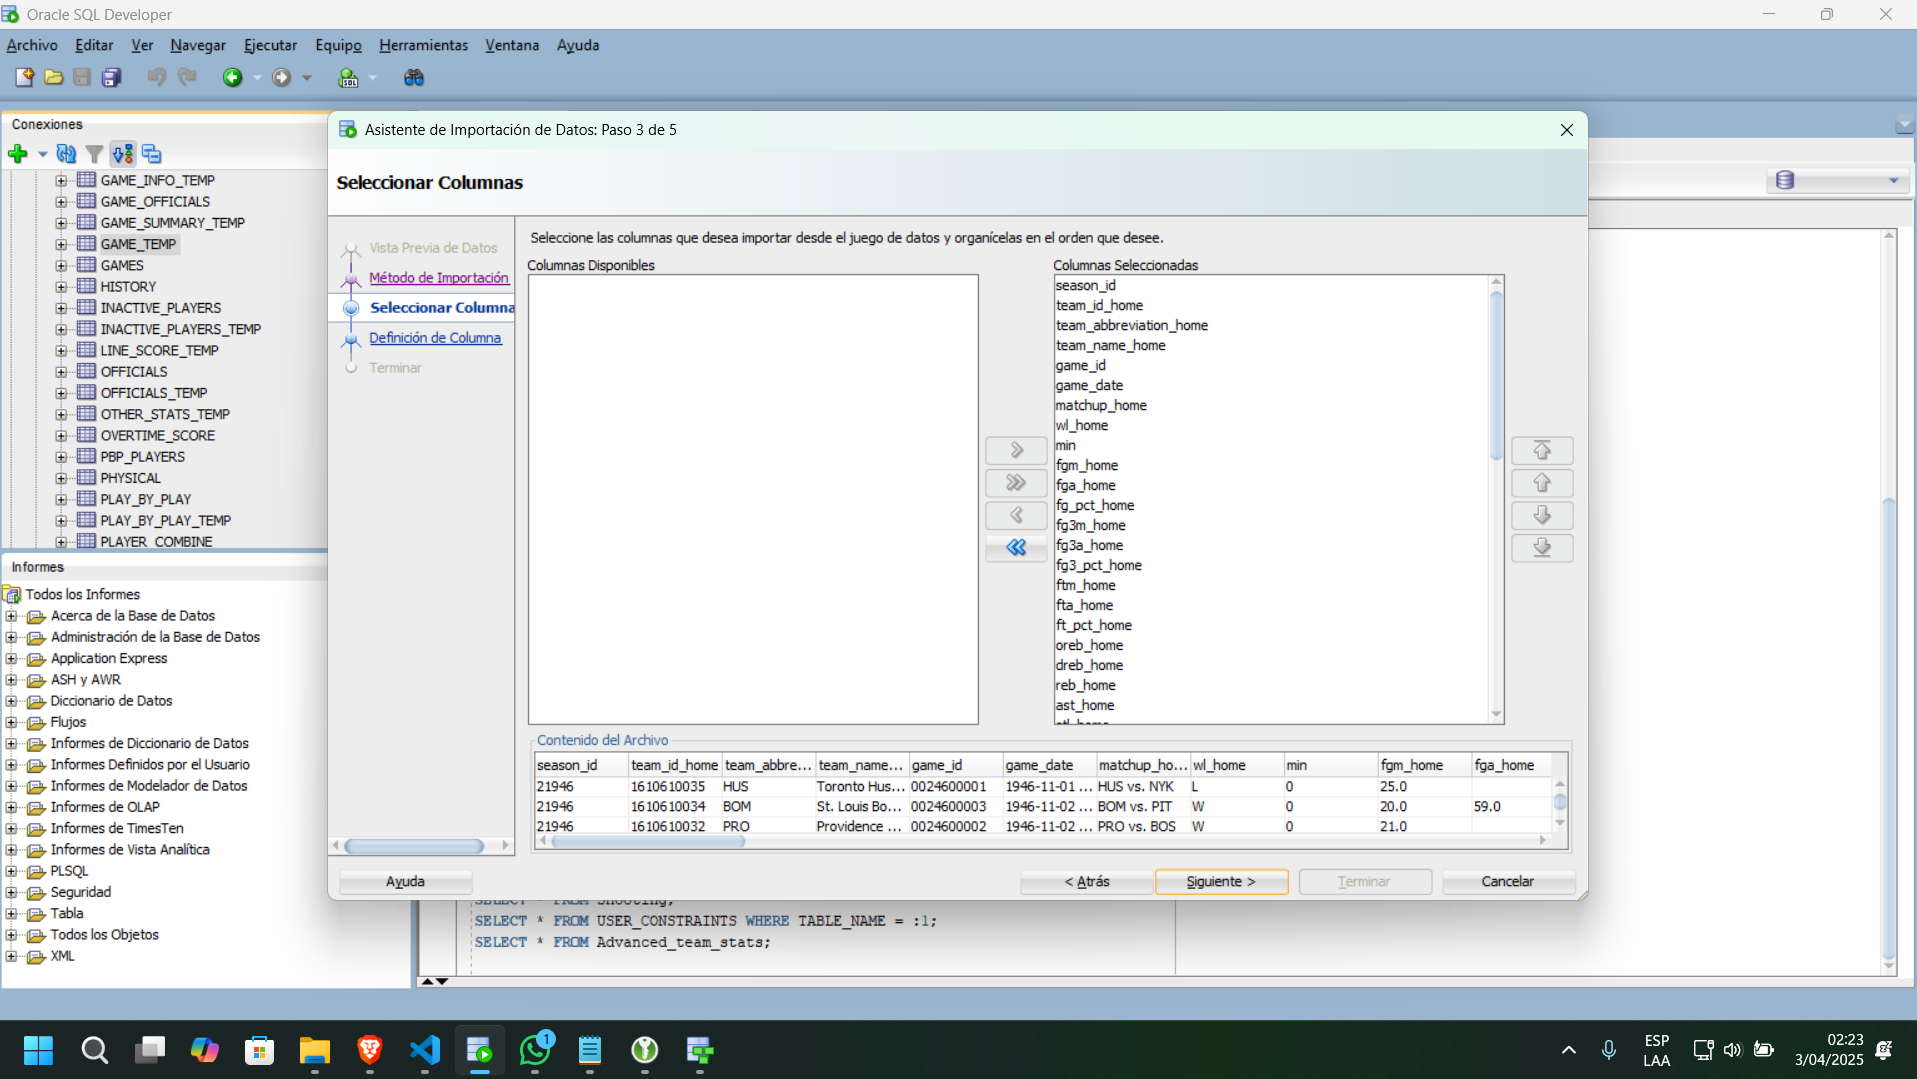 Oracle SQL Developer
Archivo Editar Ver Navegar Ejecutar Equipo Herramientas Ventana Ayuda
Conexiones
GAME_INFO_TEMP
GAME_OFFICIALS
GAME_SUMMARY_TEMP
GAME_TEMP
GAMES
HISTORY
INACTIVE_PLAYERS
INACTIVE_PLAYERS_TEMP
LINE_SCORE_TEMP
OFFICIALS
OFFICIALS_TEMP
OTHER_STATS_TEMP
OVERTIME_SCORE
PBP_PLAYERS
PHYSICAL
PLAY_BY_PLAY
PLAY_BY_PLAY_TEMP
PLAYER_COMBINE
Informes
Todos los Informes
Acerca de la Base de Datos
Administración de la Base de Datos
Application Express
ASH y AWR
Diccionario de Datos
Flujos
Informes de Diccionario de Datos
Informes Definidos por el Usuario
Informes de Modelador de Datos
Informes de OLAP
Informes de TimesTen
Informes de Vista Analítica
PLSQL
Seguridad
Tabla
Todos los Objetos
XML
Asistente de Importación de Datos: Paso 3 de 5
Seleccionar Columnas
Vista Previa de Datos
Método de Importación
Seleccionar Columna
Definición de Columna
Terminar
Seleccione las columnas que desea importar desde el juego de datos y organícelas en el orden que desee.
Columnas Disponibles
Columnas Seleccionadas
season_id
team_id_home
team_abbreviation_home
team_name_home
game_id
game_date
matchup_home
wl_home
min
fgm_home
fga_home
fg_pct_home
fg3m_home
fg3a_home
fg3_pct_home
ftm_home
fta_home
ft_pct_home
oreb_home
dreb_home
reb_home
ast_home
Contenido del Archivo
season_id team_id_home team_abbre... team_name... game_id game_date matchup_ho... wl_home min fgm_home fga_home
21946 1610610035 HUS Toronto Hus... 0024600001 1946-11-01 ... HUS vs. NYK L 0 25.0
21946 1610610034 BOM St. Louis Bo... 0024600003 1946-11-02 ... BOM vs. PIT W 0 20.0 59.0
21946 1610610032 PRO Providence ... 0024600002 1946-11-02 ... PRO vs. BOS W 0 21.0
Ayuda < Atrás Siguiente > Terminar Cancelar
SELECT * FROM Shooting;
SELECT * FROM USER_CONSTRAINTS WHERE TABLE_NAME = :1;
SELECT * FROM Advanced_team_stats;
SQL
1
ESP
LAA
02:23
3/04/2025